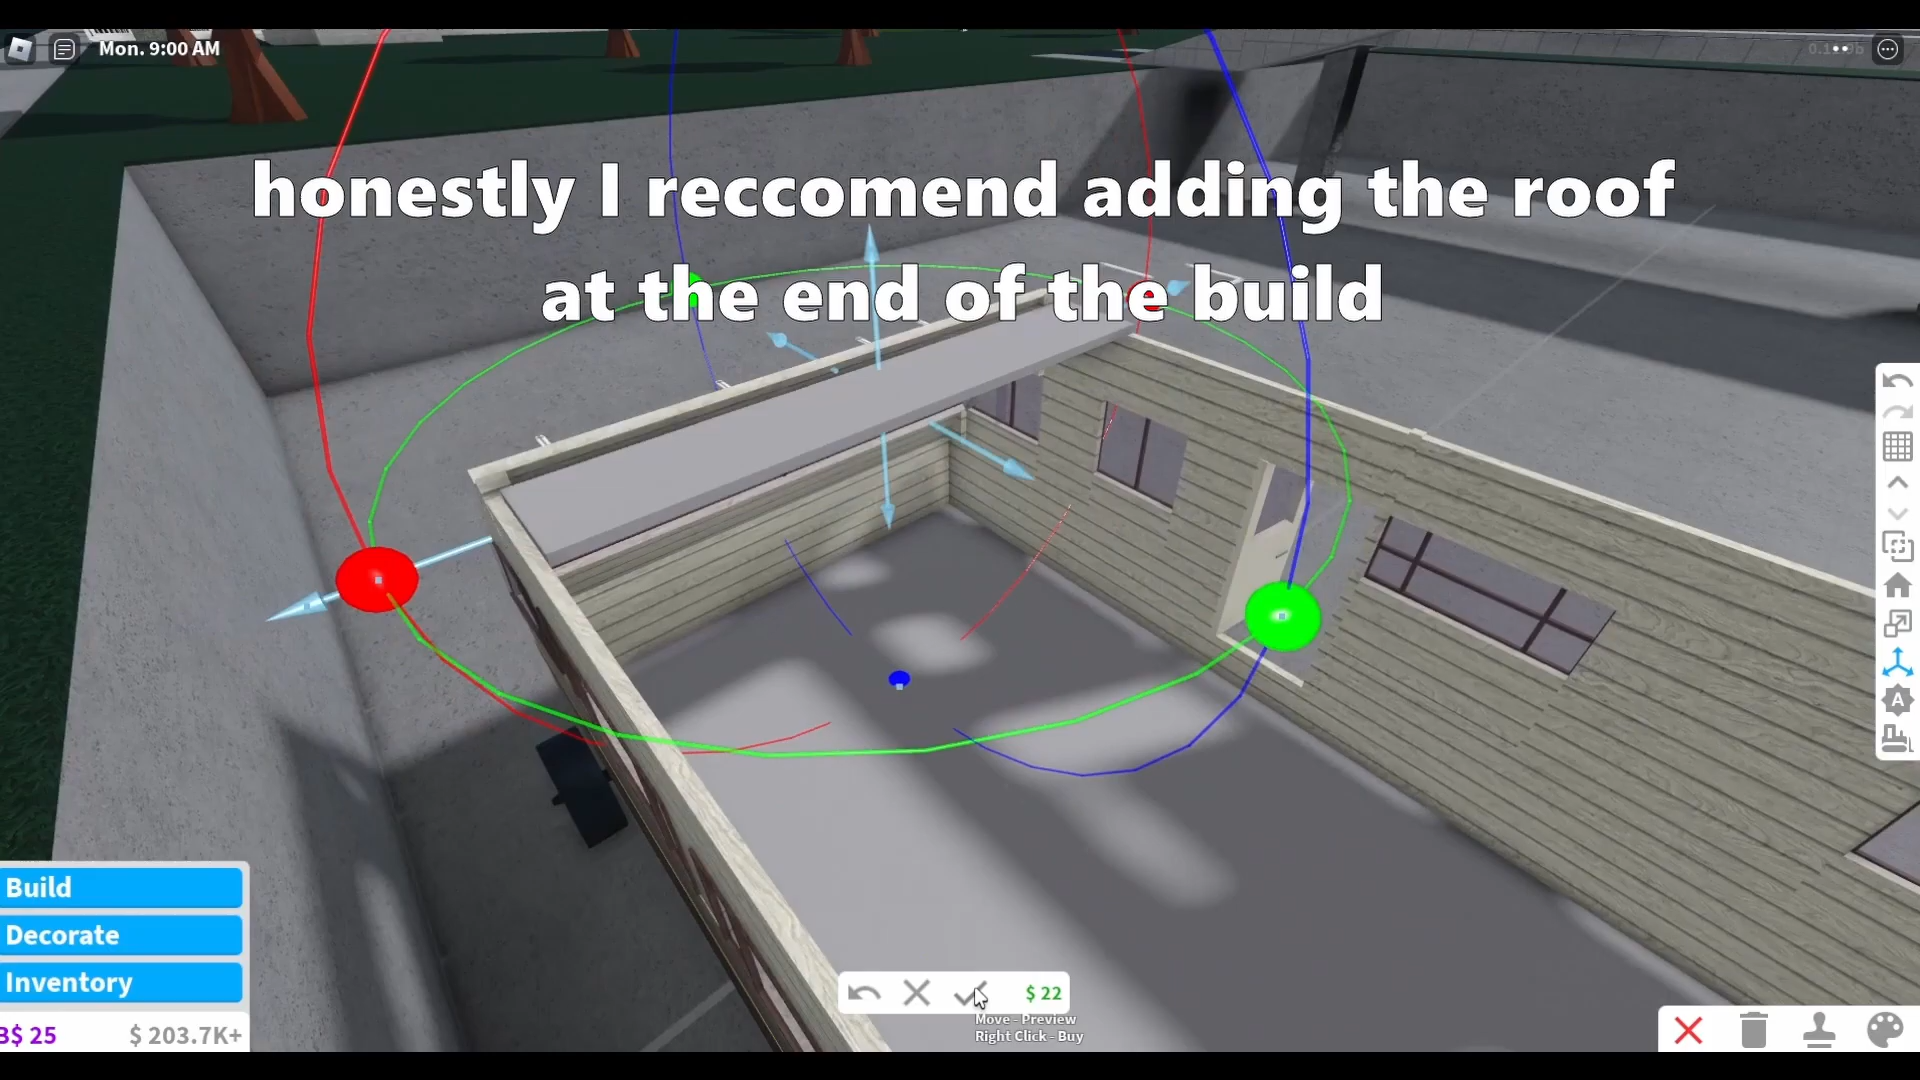 Mon. 9:00 AM
honestly I reccomend adding the roof
at the end of the build
Build
Decorate
Inventory
B$ 25
$ 203.7K+
$ 22
Move - Preview
Right Click - Buy
A